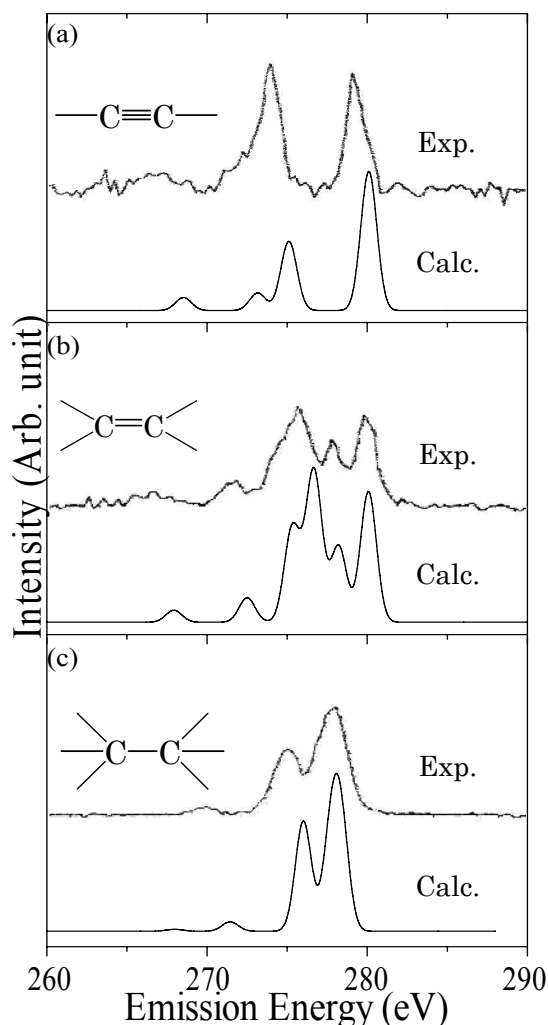 (a)
C≡C
Exp.
Calc.
(b)
C=C
Exp.
Calc.
(c)
C—C
Exp.
Calc.
Intensity (Arb. unit)
260 270 280 290
Emission Energy (eV)